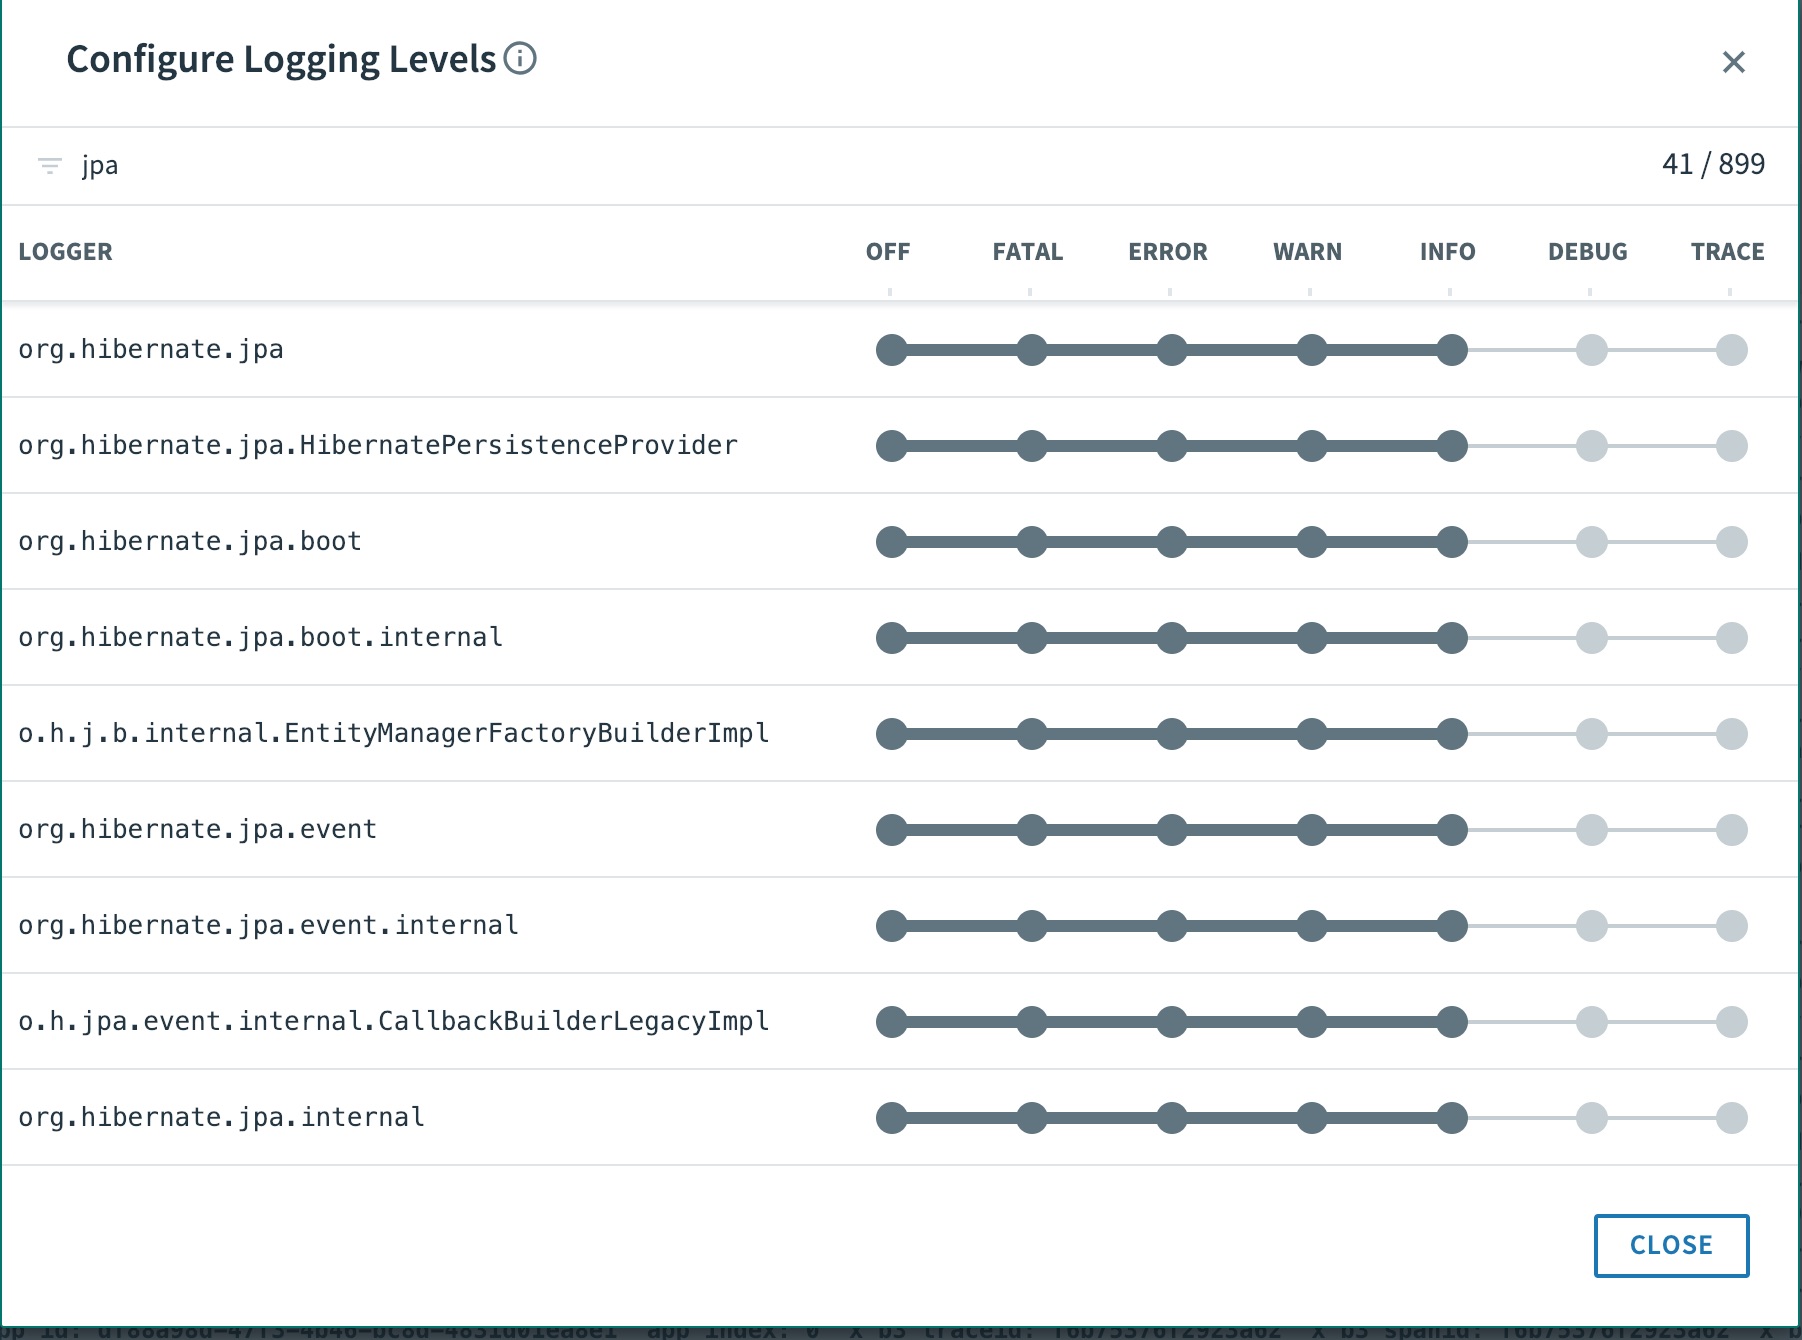 Configure Logging Levels
jpa 41 / 899
LOGGER OFF FATAL ERROR WARN INFO DEBUG TRACE
org.hibernate.jpa
org.hibernate.jpa.HibernatePersistenceProvider
org.hibernate.jpa.boot
org.hibernate.jpa.boot.internal
o.h.j.b.internal.EntityManagerFactoryBuilderImpl
org.hibernate.jpa.event
org.hibernate.jpa.event.internal
o.h.jpa.event.internal.CallbackBuilderLegacyImpl
org.hibernate.jpa.internal
CLOSE